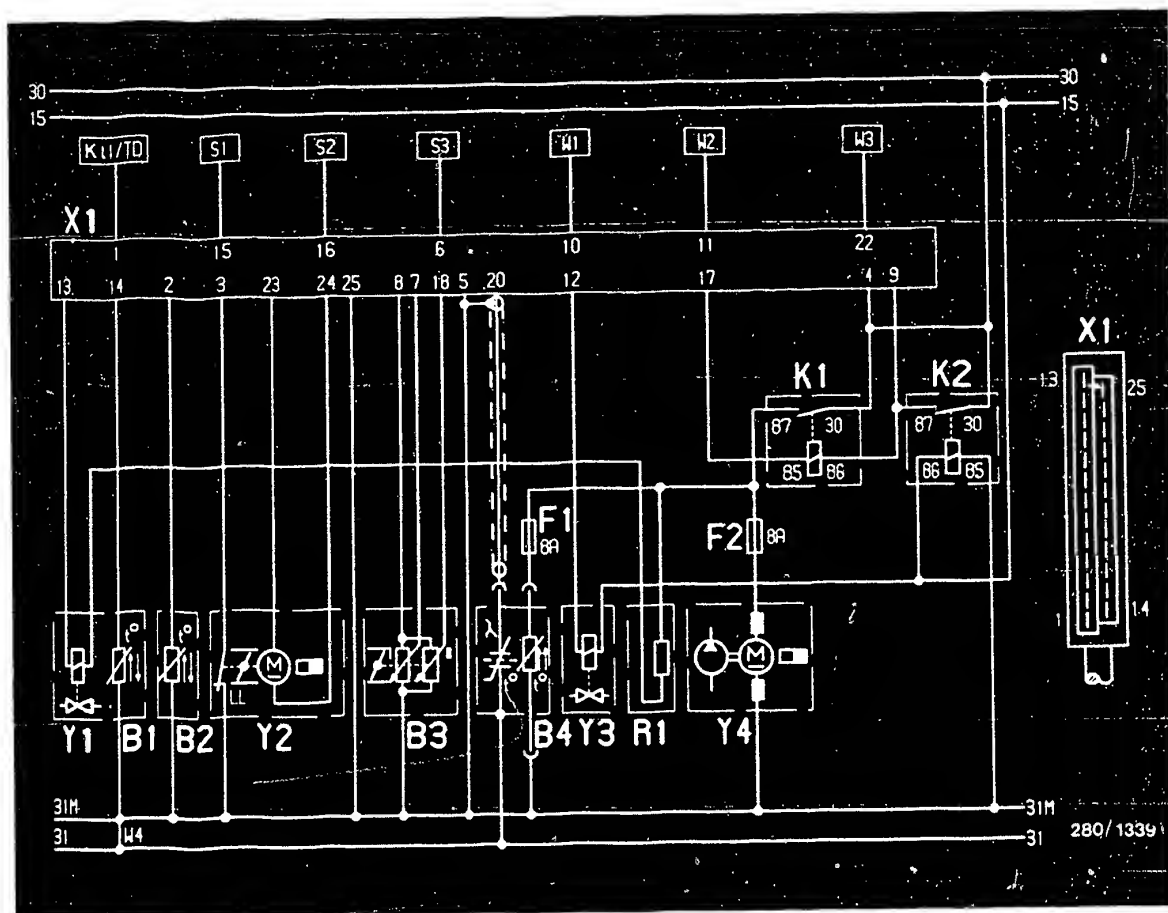 30 30
15 15
Kl1/TD S1 S2 S3 W1 W2 W3
X1
1 15 16 6 10 11 22
13 14 2 3 23 24 25 8 7 18 5 20 12 17 4 9
X1
K1 K2
13 25
87 30 87 30
85 86 86 85
F1 8A F2 8A
t° t° λ t°
M M
1 14
Y1 B1 B2 Y2 B3 B4 Y3 R1 Y4
31M 31M
31 W4 31
280/1339